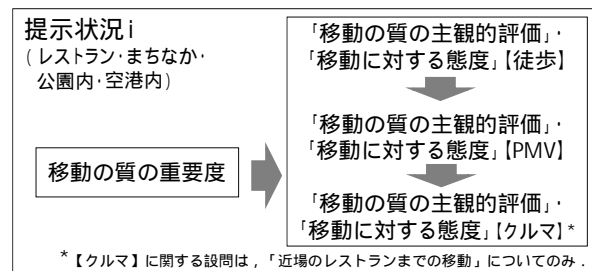 提示状況i
(レストラン・まちなか・
公園内・空港内)
移動の質の重要度
「移動の質の主観的評価」・
「移動に対する態度」【徒歩】
「移動の質の主観的評価」・
「移動に対する態度」【PMV】
「移動の質の主観的評価」・
「移動に対する態度」【クルマ】*
*【クルマ】に関する設問は,「近場のレストランまでの移動」についてのみ.